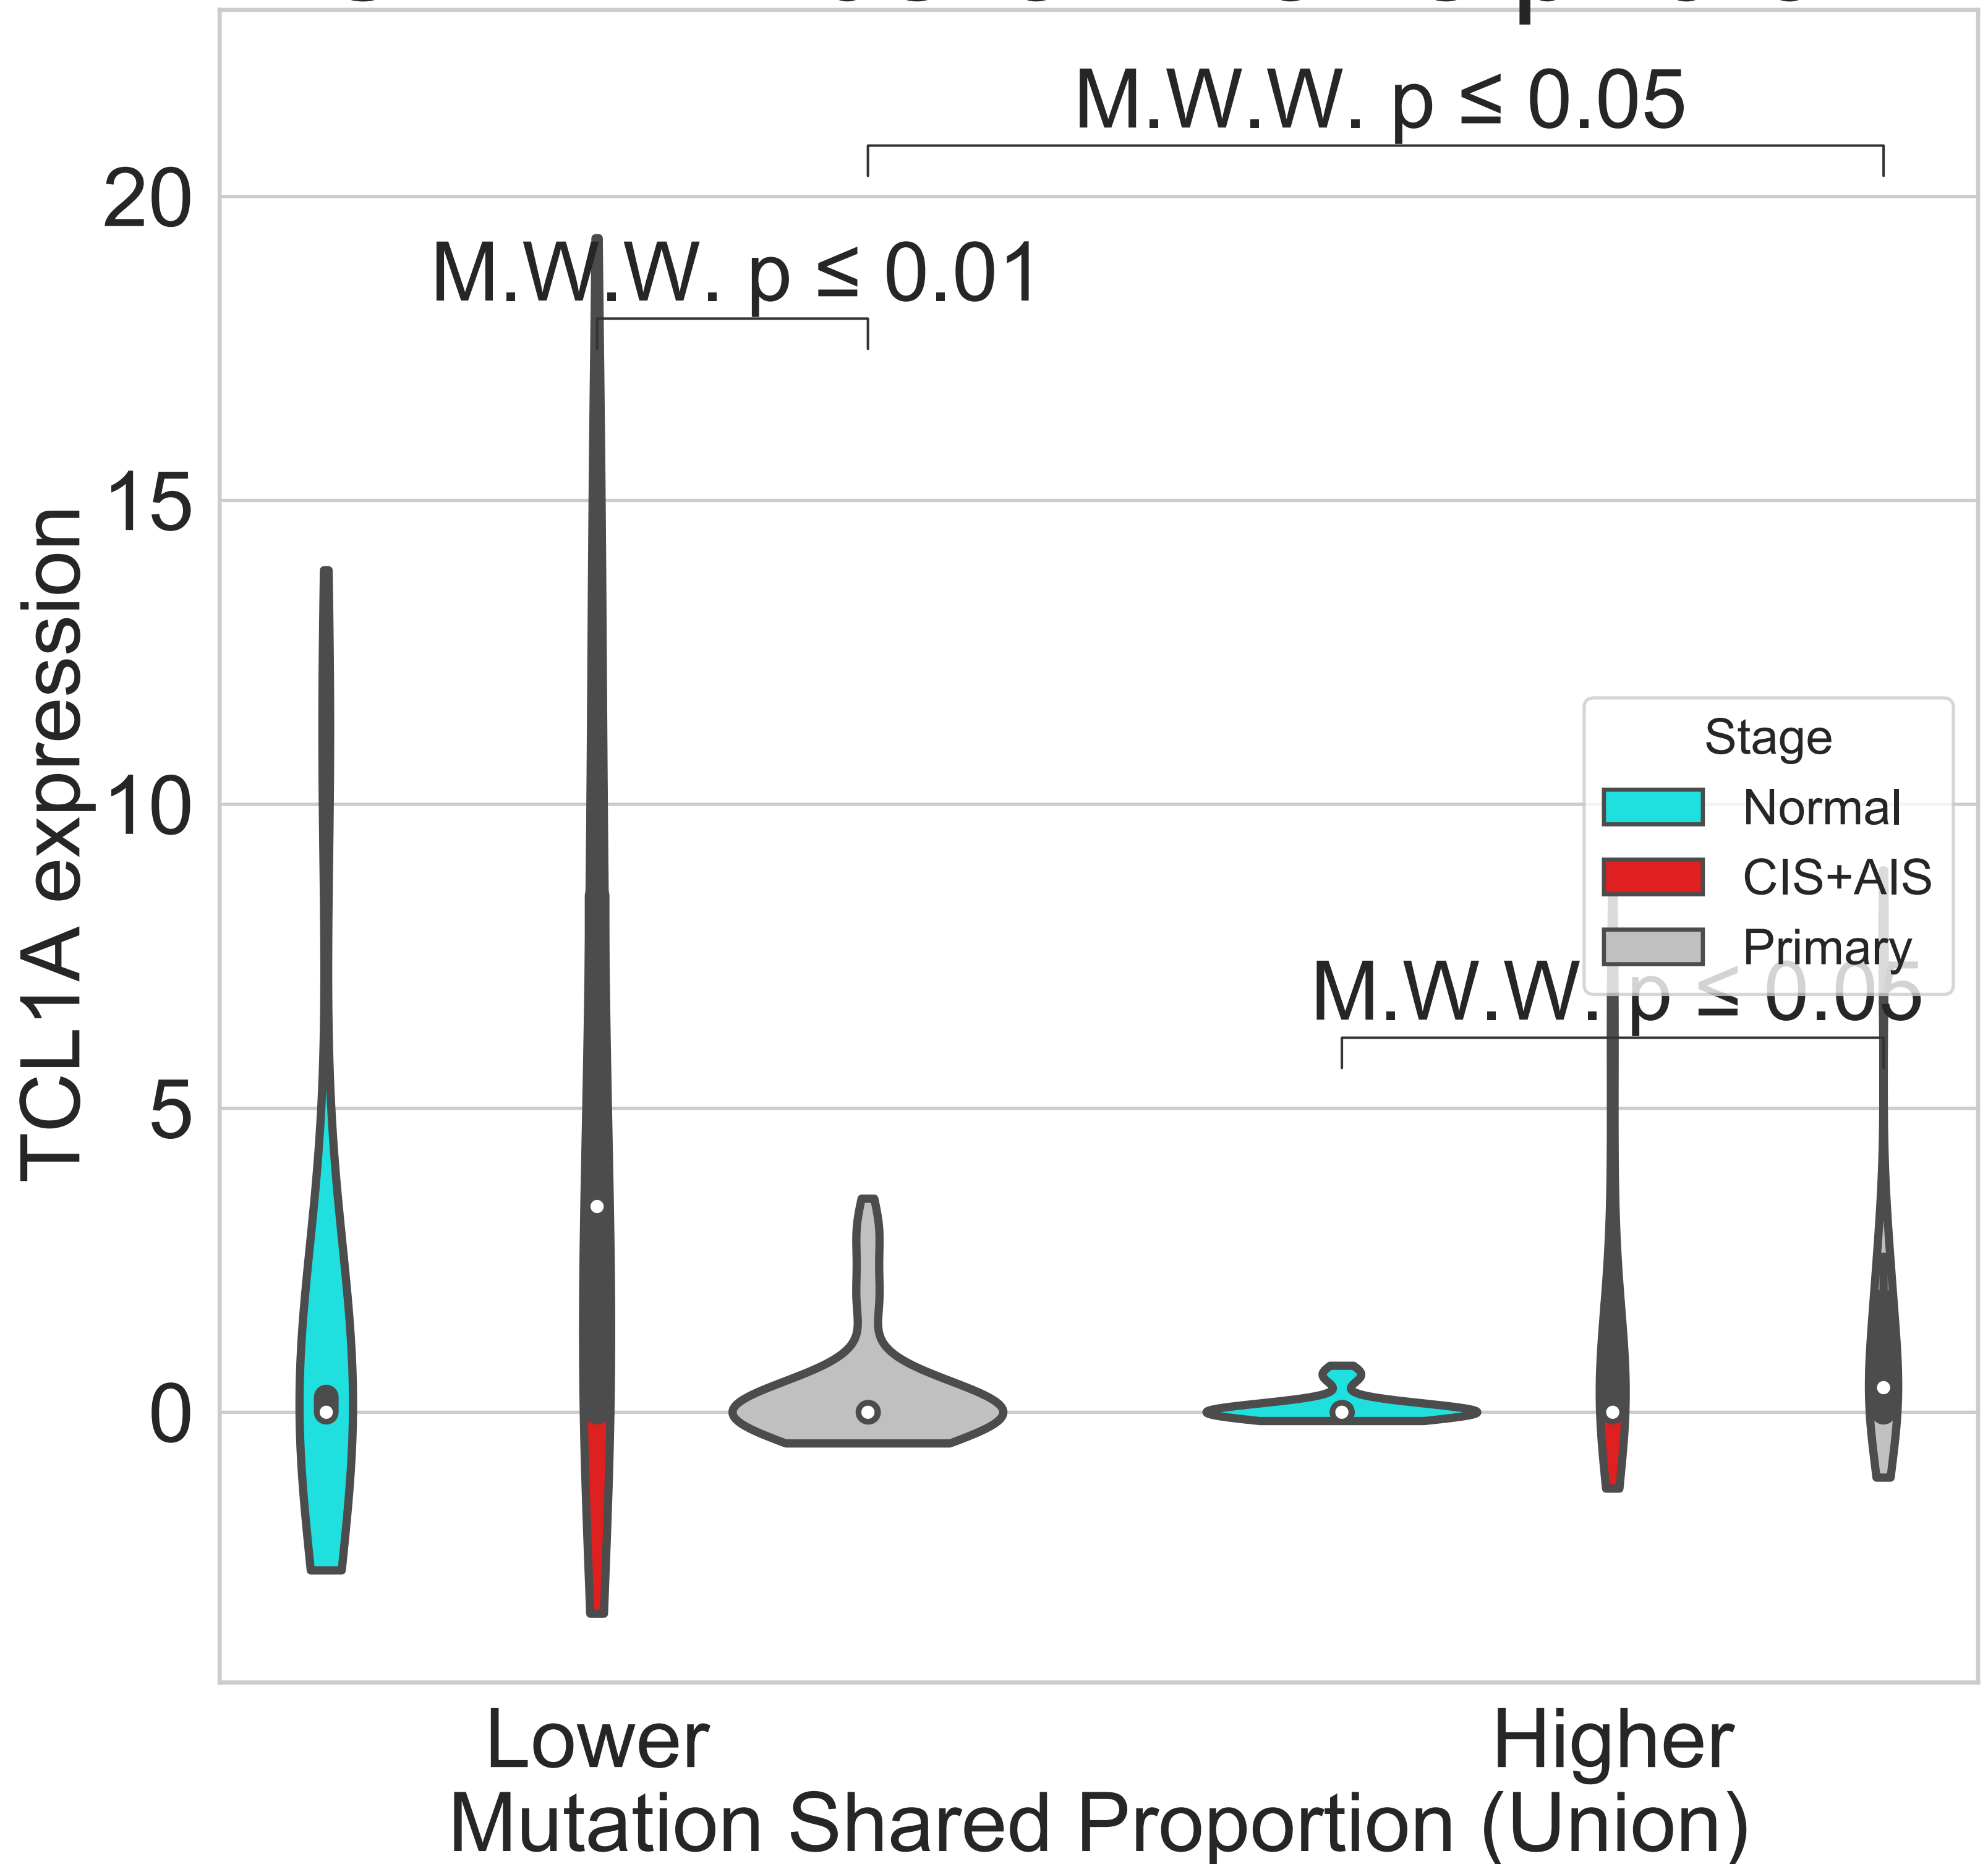 M.W.W. p ≤ 0.05
20
M.W.W. p ≤ 0.01
15
TCL1A expression
Stage
10
Normal
CIS+AIS
Primary
M.W.W. p ≤ 0.05
5
0
Lower
Higher
Mutation Shared Proportion (Union)